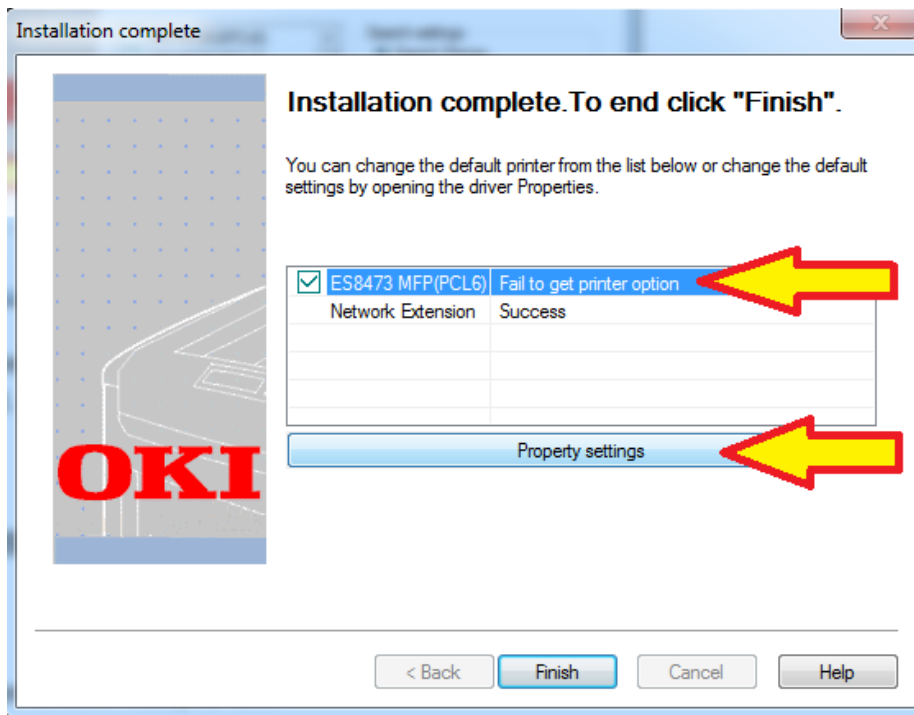 Installation complete
Installation complete.To end click "Finish".
You can change the default printer from the list below or change the default
settings by opening the driver Properties.
ES8473 MFP(PCL6) Fail to get printer option
Network Extension Success
Property settings
OKI
< Back Finish Cancel Help